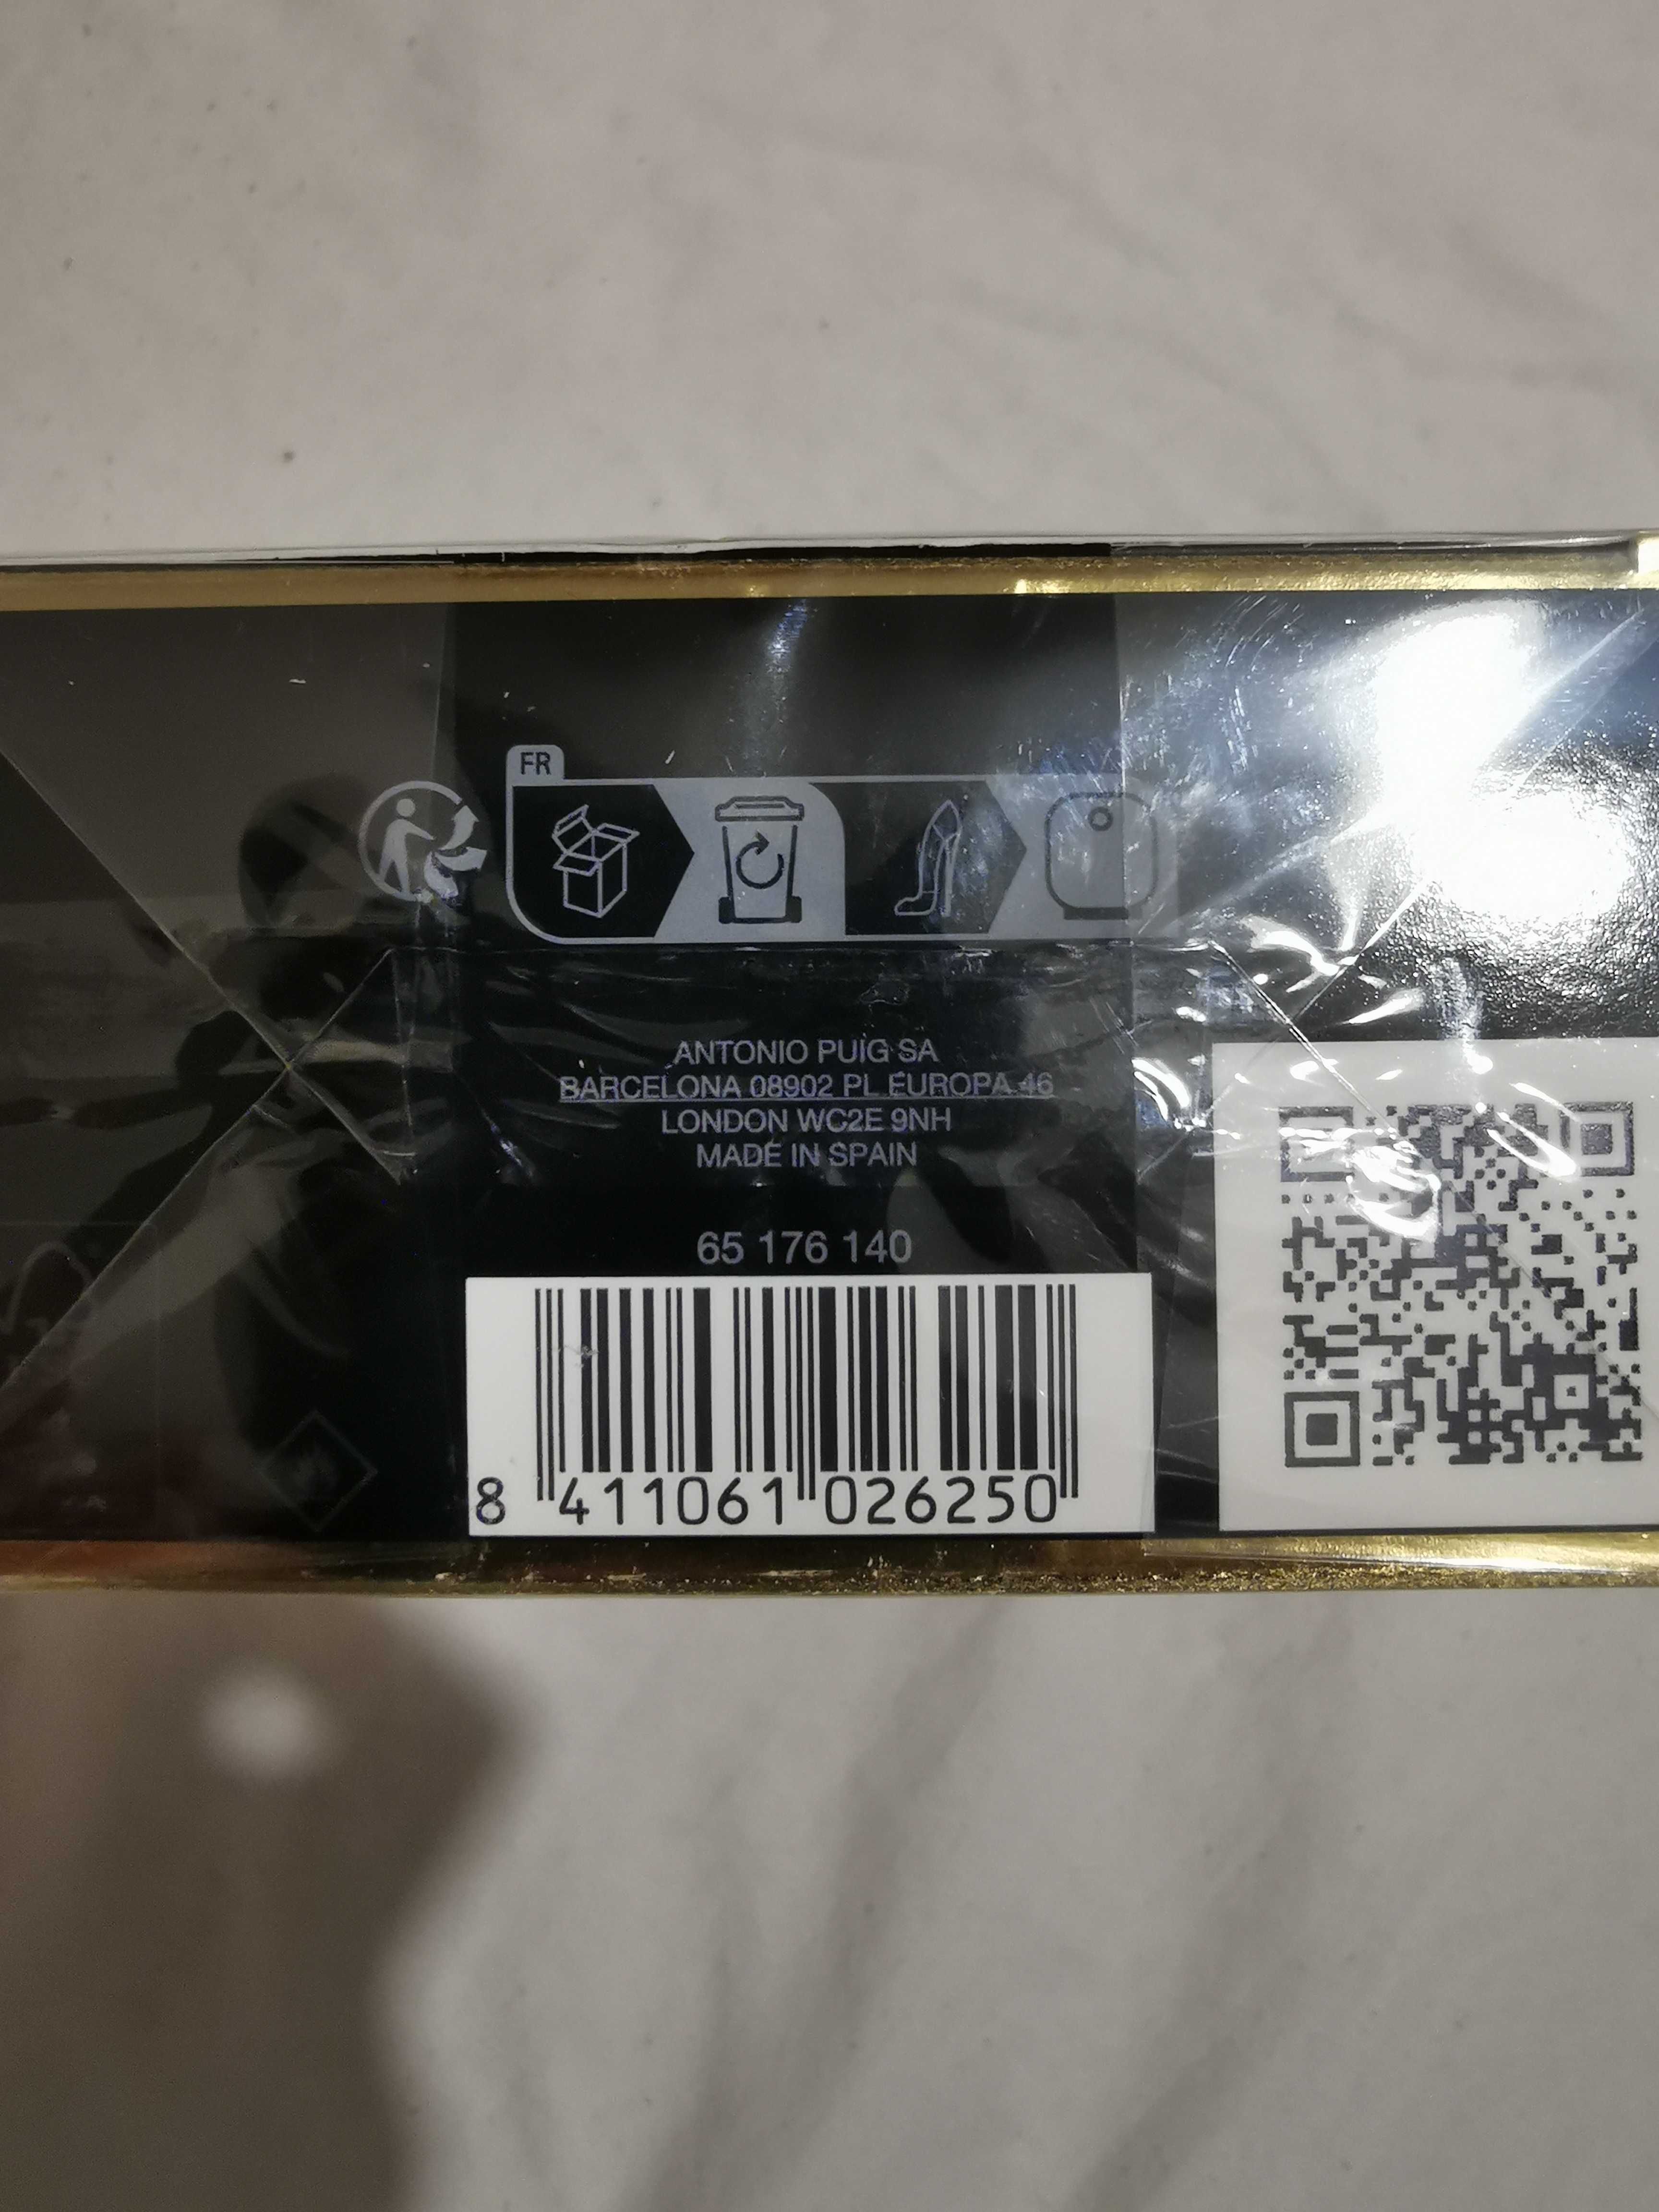 FR
ANTONIO PUIG SA
BARCELONA 08902 PL EUROPA 46
LONDON WC2E 9NH
MADE IN SPAIN
65 176 140
8 411061 026250